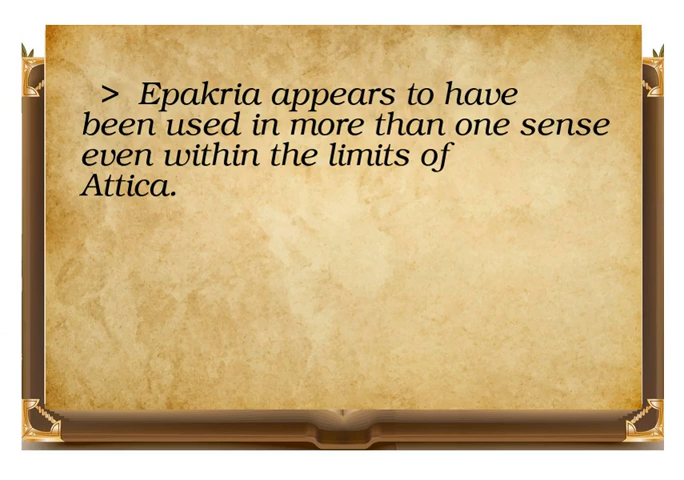 > Epakria appears to have
been used in more than one sense
even within the limits of
Attica.